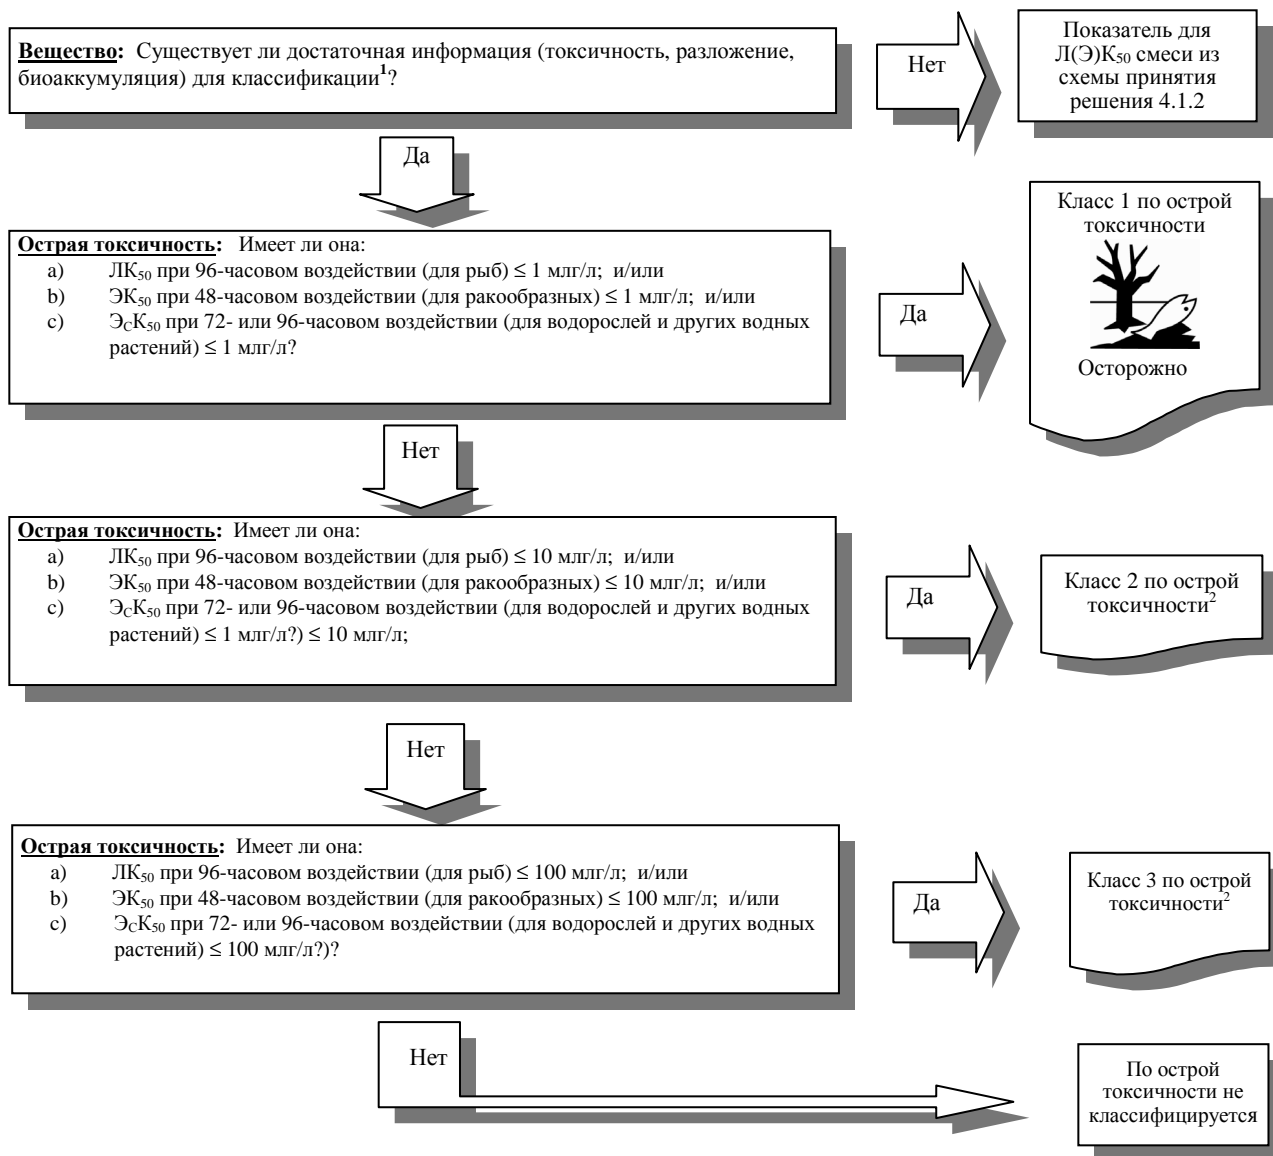 Вещество: Существует ли достаточная информация (токсичность, разложение,
биоаккумуляция) для классификации¹?
Нет
Показатель для
Л(Э)К₅₀ смеси из
схемы принятия
решения 4.1.2
Да
Острая токсичность: Имеет ли она:
a) ЛК₅₀ при 96-часовом воздействии (для рыб) ≤ 1 млг/л; и/или
b) ЭК₅₀ при 48-часовом воздействии (для ракообразных) ≤ 1 млг/л; и/или
c) ЭCК₅₀ при 72- или 96-часовом воздействии (для водорослей и других водных
растений) ≤ 1 млг/л?
Да
Класс 1 по острой
токсичности
Осторожно
Нет
Острая токсичность: Имеет ли она:
a) ЛК₅₀ при 96-часовом воздействии (для рыб) ≤ 10 млг/л; и/или
b) ЭК₅₀ при 48-часовом воздействии (для ракообразных) ≤ 10 млг/л; и/или
c) ЭCК₅₀ при 72- или 96-часовом воздействии (для водорослей и других водных
растений) ≤ 1 млг/л?) ≤ 10 млг/л;
Да
Класс 2 по острой
токсичности²
Нет
Острая токсичность: Имеет ли она:
a) ЛК₅₀ при 96-часовом воздействии (для рыб) ≤ 100 млг/л; и/или
b) ЭК₅₀ при 48-часовом воздействии (для ракообразных) ≤ 100 млг/л; и/или
c) ЭCК₅₀ при 72- или 96-часовом воздействии (для водорослей и других водных
растений) ≤ 100 млг/л?)?
Да
Класс 3 по острой
токсичности²
Нет
По острой
токсичности не
классифицируется